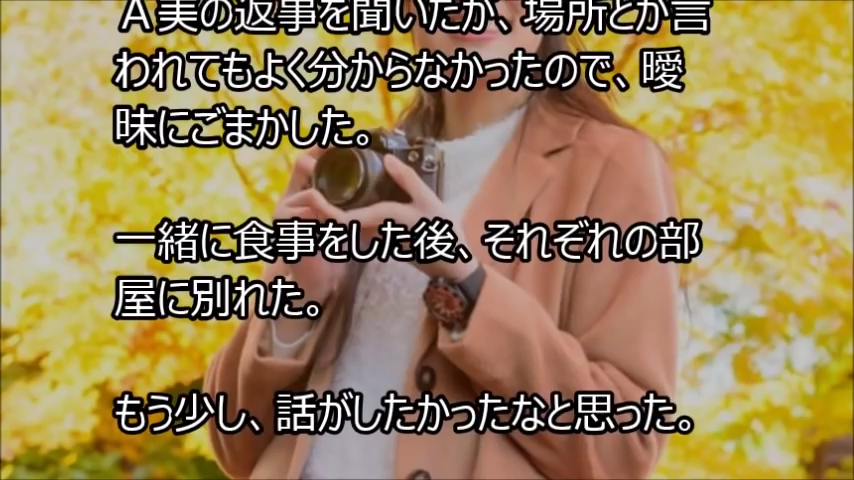 Ａ実の返事を聞いたが、場所とか言
われてもよく分からなかったので、曖
昧にごまかした。
一緒に食事をした後、それぞれの部
屋に別れた。
もう少し、話がしたかったなと思った。